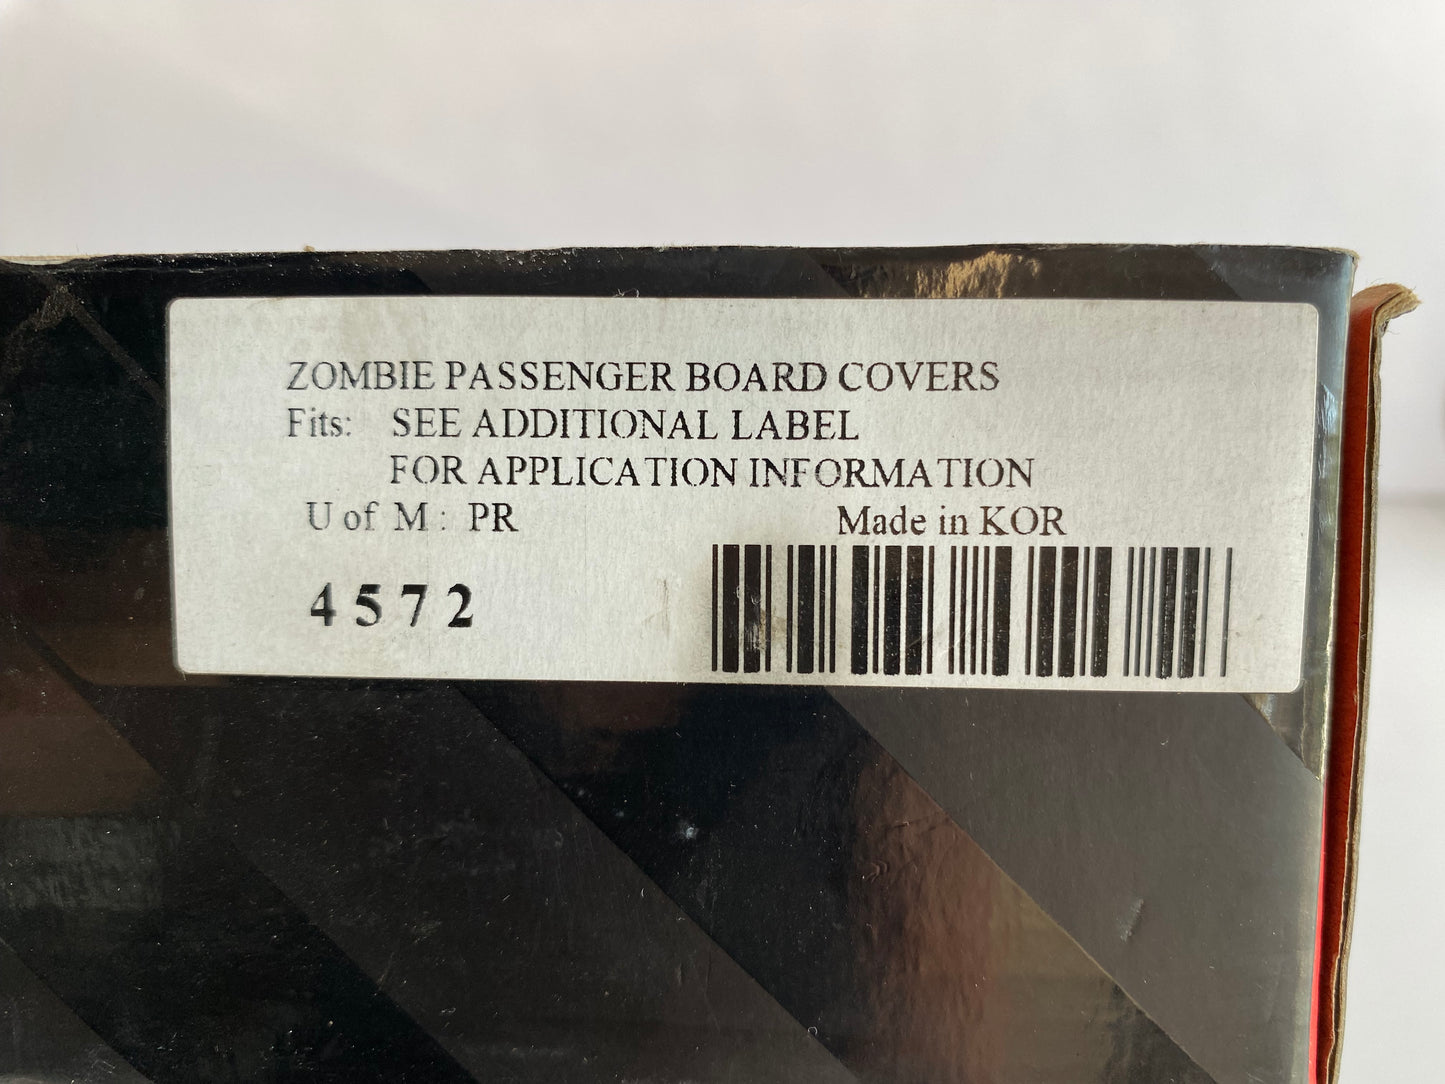 ZOMBIE PASSENGER BOARD COVERS
Fits: SEE ADDITIONAL LABEL
FOR APPLICATION INFORMATION
U of M : PR Made in KOR
4572